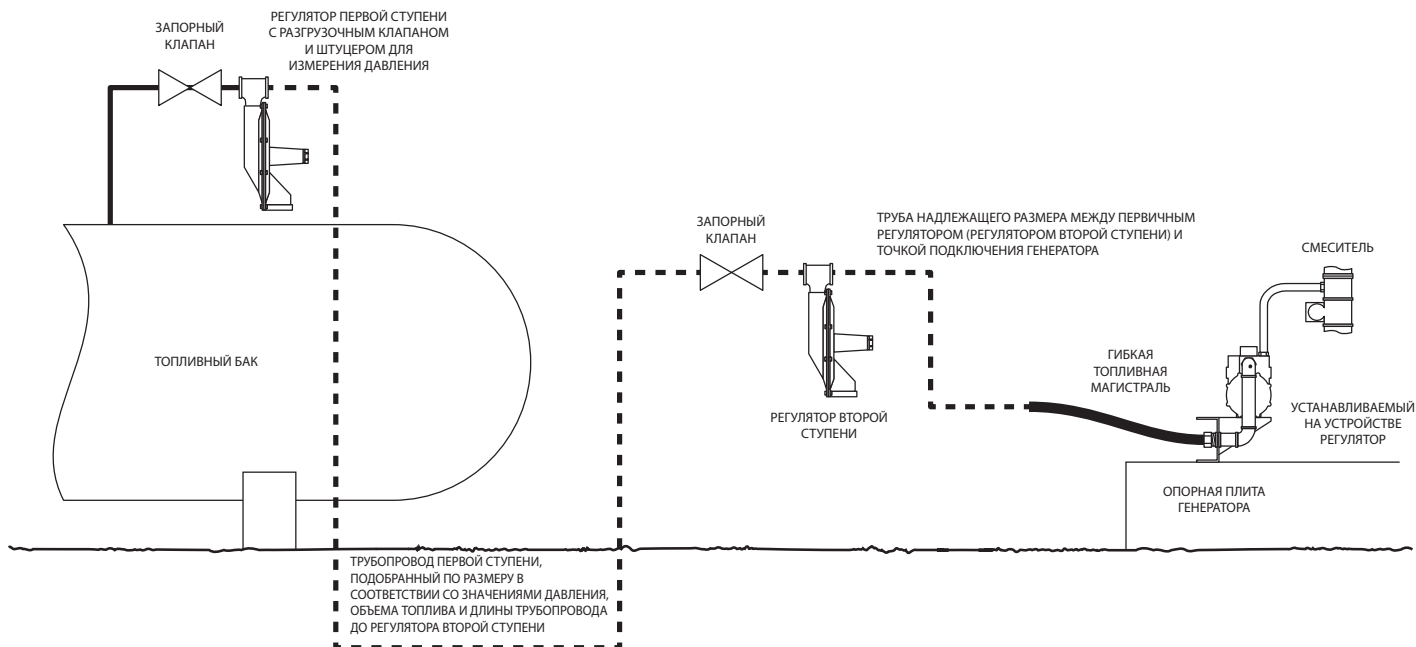 ЗАПОРНЫЙ
КЛАПАН
РЕГУЛЯТОР ПЕРВОЙ СТУПЕНИ
С РАЗГРУЗОЧНЫМ КЛАПАНОМ
И ШТУЦЕРОМ ДЛЯ
ИЗМЕРЕНИЯ ДАВЛЕНИЯ
ТОПЛИВНЫЙ БАК
ЗАПОРНЫЙ
КЛАПАН
ТРУБА НАДЛЕЖАЩЕГО РАЗМЕРА МЕЖДУ ПЕРВИЧНЫМ
РЕГУЛЯТОРОМ (РЕГУЛЯТОРОМ ВТОРОЙ СТУПЕНИ) И
ТОЧКОЙ ПОДКЛЮЧЕНИЯ ГЕНЕРАТОРА
СМЕСИТЕЛЬ
ГИБКАЯ
ТОПЛИВНАЯ
МАГИСТРАЛЬ
РЕГУЛЯТОР ВТОРОЙ
СТУПЕНИ
УСТАНАВЛИВАЕМЫЙ
НА УСТРОЙСТВЕ
РЕГУЛЯТОР
ОПОРНАЯ ПЛИТА
ГЕНЕРАТОРА
ТРУБОПРОВОД ПЕРВОЙ СТУПЕНИ,
ПОДОБРАННЫЙ ПО РАЗМЕРУ В
СООТВЕТСТВИИ СО ЗНАЧЕНИЯМИ ДАВЛЕНИЯ,
ОБЪЕМА ТОПЛИВА И ДЛИНЫ ТРУБОПРОВОДА
ДО РЕГУЛЯТОРА ВТОРОЙ СТУПЕНИ